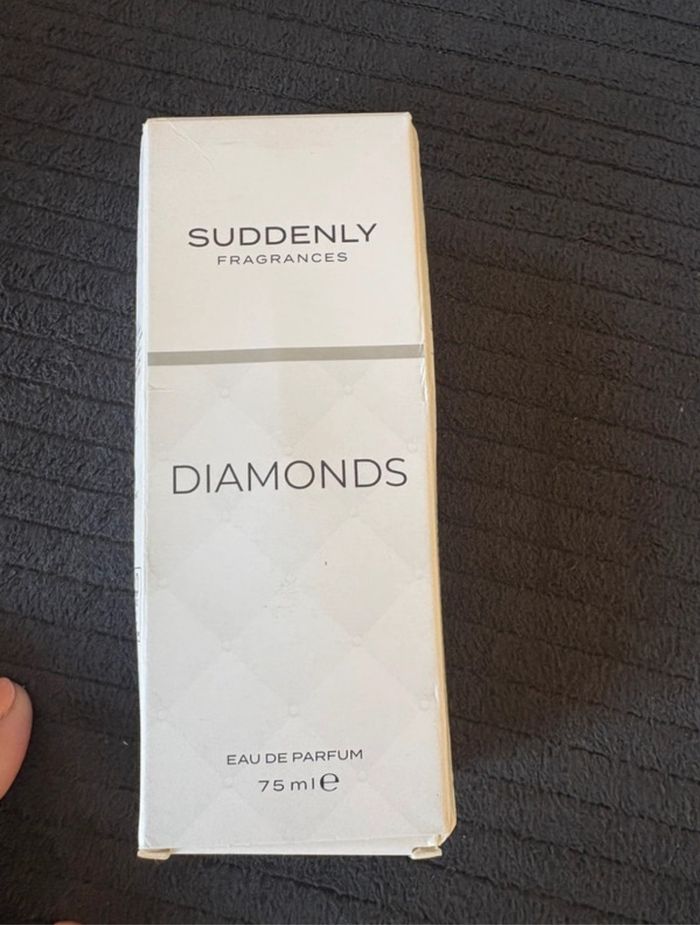 SUDDENLY
FRAGRANCES
DIAMONDS
EAU DE PARFUM
75 ml ℮